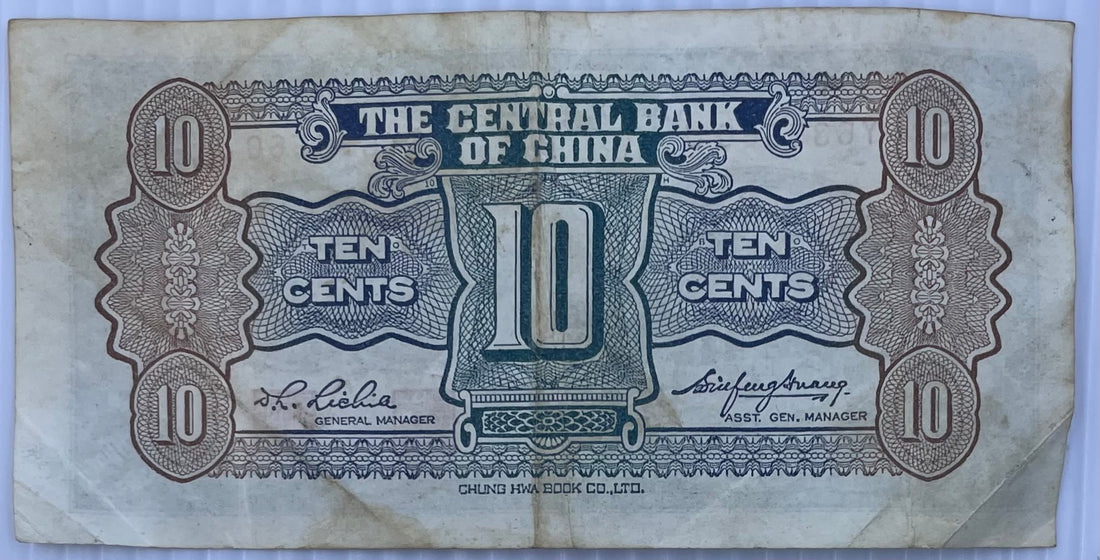 THE CENTRAL BANK
OF CHINA
10 10
10
TEN TEN
CENTS CENTS
GENERAL MANAGER
ASST. GEN. MANAGER
10 10
CHUNG HWA BOOK CO.,LTD.